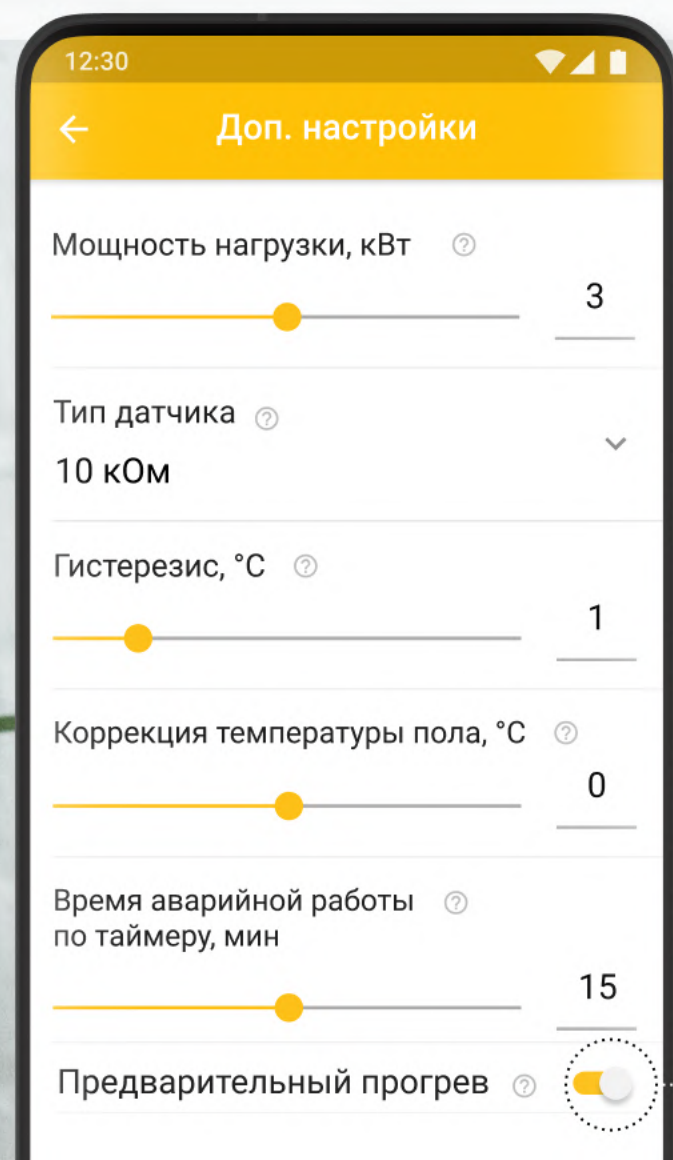 12:30
Доп. настройки
Мощность нагрузки, кВт
3
Тип датчика
10 кОм
Гистерезис, °C
1
Коррекция температуры пола, °C
0
Время аварийной работы
по таймеру, мин
15
Предварительный прогрев